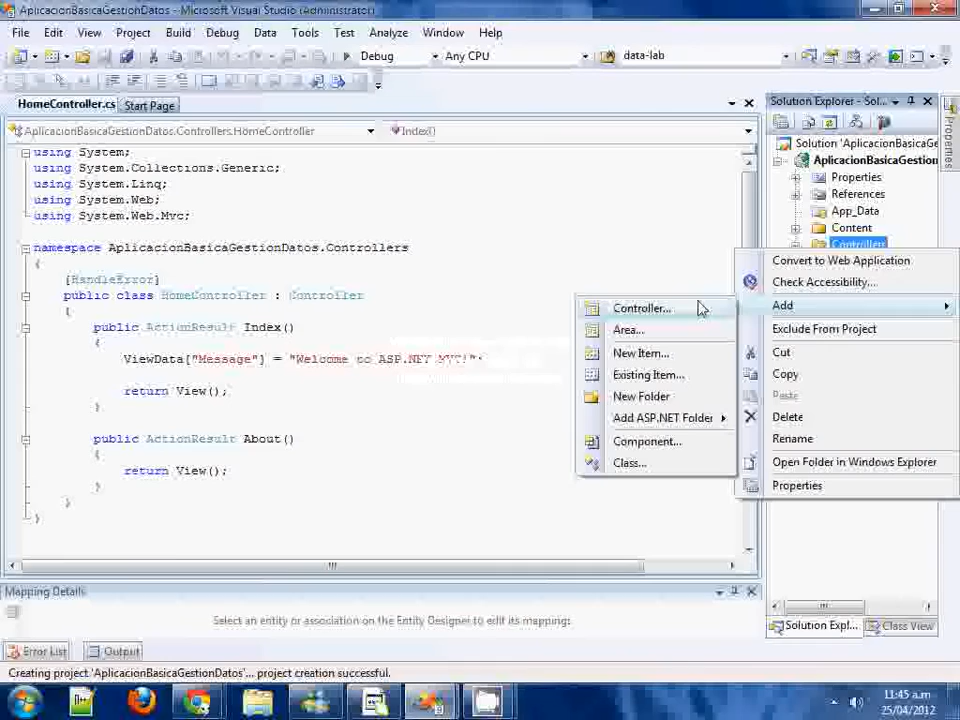 AplicacionBasicaGestionDatos - Microsoft Visual Studio (Administrator)
File Edit View Project Build Debug Data Tools Test Analyze Window Help
Debug Any CPU data-lab
HomeController.cs Start Page
AplicacionBasicaGestionDatos.Controllers.HomeController Index()
using System;
using System.Collections.Generic;
using System.Linq;
using System.Web;
using System.Web.Mvc;
namespace AplicacionBasicaGestionDatos.Controllers
{
[HandleError]
public class HomeController : Controller
{
public ActionResult Index()
{
ViewData["Message"] = "Welcome to ASP.NET MVC!";
return View();
}
public ActionResult About()
{
return View();
}
}
}
Solution Explorer - Sol...
Solution 'AplicacionBasicaG
AplicacionBasicaGestion
Properties
References
App_Data
Content
Controllers
Properties
Convert to Web Application
Check Accessibility...
Add
Exclude From Project
Cut
Copy
Paste
Delete
Rename
Open Folder in Windows Explorer
Properties
Controller...
Area...
New Item...
Existing Item...
New Folder
Add ASP.NET Folder
Component...
Class...
Mapping Details
Select an entity or association on the Entity Designer to edit its mappings
Solution Expl... Class View
Error List Output
Creating project 'AplicacionBasicaGestionDatos'... project creation successful.
11:45 a.m
25/04/2012